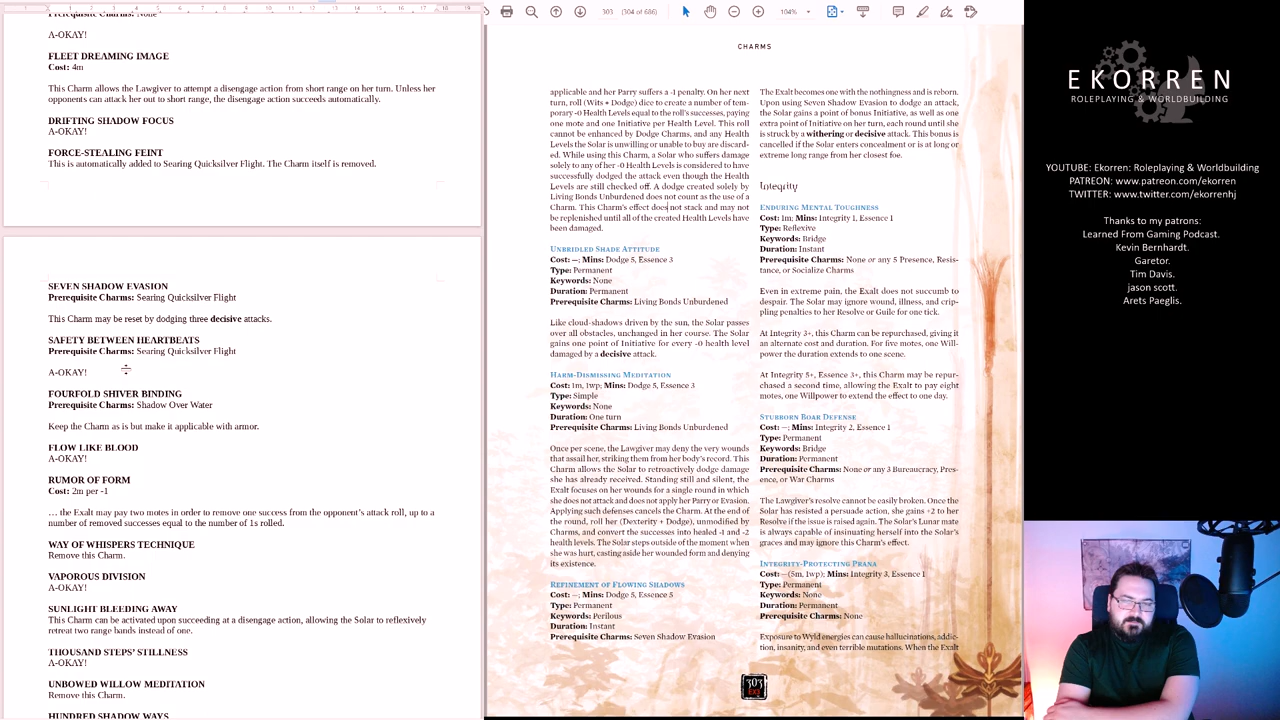 1 1 2 3 4 5 6 7 8 9 10 11 12 13 14 15 16 17 18 19
303 (304 of 686)
104%
Prerequisite Charms: None
A-OKAY!
FLEET DREAMING IMAGE
Cost: 4m
This Charm allows the Lawgiver to attempt a disengage action from short range on her turn. Unless her
opponents can attack her out to short range, the disengage action succeeds automatically.
DRIFTING SHADOW FOCUS
A-OKAY!
FORCE-STEALING FEINT
This is automatically added to Searing Quicksilver Flight. The Charm itself is removed.
SEVEN SHADOW EVASION
Prerequisite Charms: Searing Quicksilver Flight
This Charm may be reset by dodging three decisive attacks.
SAFETY BETWEEN HEARTBEATS
Prerequisite Charms: Searing Quicksilver Flight
A-OKAY!
FOURFOLD SHIVER BINDING
Prerequisite Charms: Shadow Over Water
Keep the Charm as is but make it applicable with armor.
FLOW LIKE BLOOD
A-OKAY!
RUMOR OF FORM
Cost: 2m per -1
… the Exalt may pay two motes in order to remove one success from the opponent's attack roll, up to a
number of removed successes equal to the number of 1s rolled.
WAY OF WHISPERS TECHNIQUE
Remove this Charm.
VAPOROUS DIVISION
A-OKAY!
SUNLIGHT BLEEDING AWAY
This Charm can be activated upon succeeding at a disengage action, allowing the Solar to reflexively
retreat two range bands instead of one.
THOUSAND STEPS' STILLNESS
A-OKAY!
UNBOWED WILLOW MEDITATION
Remove this Charm.
HUNDRED SHADOW WAYS
CHARMS
applicable and her Parry suffers a -1 penalty. On her next
turn, roll (Wits + Dodge) dice to create a number of tem-
porary -0 Health Levels equal to the roll's successes, paying
one mote and one Initiative per Health Level. This roll
cannot be enhanced by Dodge Charms, and any Health
Levels the Solar is unwilling or unable to buy are discard-
ed. While using this Charm, a Solar who suffers damage
solely to any of her -0 Health Levels is considered to have
successfully dodged the attack even though the Health
Levels are still checked off. A dodge created solely by
Living Bonds Unburdened does not count as the use of a
Charm. This Charm's effect does not stack and may not
be replenished until all of the created Health Levels have
been damaged.
Unbridled Shade Attitude
Cost: —; Mins: Dodge 5, Essence 3
Type: Permanent
Keywords: None
Duration: Permanent
Prerequisite Charms: Living Bonds Unburdened
Like cloud-shadows driven by the sun, the Solar passes
over all obstacles, unchanged in her course. The Solar
gains one point of Initiative for every -0 health level
damaged by a decisive attack.
Harm-Dismissing Meditation
Cost: 1m, 1wp; Mins: Dodge 5, Essence 3
Type: Simple
Keywords: None
Duration: One turn
Prerequisite Charms: Living Bonds Unburdened
Once per scene, the Lawgiver may deny the very wounds
that assail her, striking them from her body's record. This
Charm allows the Solar to retroactively dodge damage
she has already received. Standing still and silent, the
Exalt focuses on her wounds for a single round in which
she does not attack and does not apply her Parry or Evasion.
Applying such defenses cancels the Charm. At the end of
the round, roll her (Dexterity + Dodge), unmodified by
Charms, and convert the successes into healed -1 and -2
health levels. The Solar steps outside of the moment when
she was hurt, casting aside her wounded form and denying
its existence.
Refinement of Flowing Shadows
Cost: —; Mins: Dodge 5, Essence 5
Type: Permanent
Keywords: Perilous
Duration: Instant
Prerequisite Charms: Seven Shadow Evasion
The Exalt becomes one with the nothingness and is reborn.
Upon using Seven Shadow Evasion to dodge an attack,
the Solar gains a point of bonus Initiative, as well as one
extra point of Initiative on her turn, each round until she
is struck by a withering or decisive attack. This bonus is
cancelled if the Solar enters concealment or is at long or
extreme long range from her closest foe.
Integrity
Enduring Mental Toughness
Cost: 1m; Mins: Integrity 1, Essence 1
Type: Reflexive
Keywords: Bridge
Duration: Instant
Prerequisite Charms: None or any 5 Presence, Resis-
tance, or Socialize Charms
Even in extreme pain, the Exalt does not succumb to
despair. The Solar may ignore wound, illness, and crip-
pling penalties to her Resolve or Guile for one tick.
At Integrity 3+, this Charm can be repurchased, giving it
an alternate cost and duration. For five motes, one Will-
power the duration extends to one scene.
At Integrity 5+, Essence 3+, this Charm may be repur-
chased a second time, allowing the Exalt to pay eight
motes, one Willpower to extend the effect to one day.
Stubborn Boar Defense
Cost: —; Mins: Integrity 2, Essence 1
Type: Permanent
Keywords: Bridge
Duration: Permanent
Prerequisite Charms: None or any 3 Bureaucracy, Pres-
ence, or War Charms
The Lawgiver's resolve cannot be easily broken. Once the
Solar has resisted a persuade action, she gains +2 to her
Resolve if the issue is raised again. The Solar's Lunar mate
is always capable of insinuating herself into the Solar's
graces and may ignore this Charm's effect.
Integrity-Protecting Prana
Cost: —(5m, 1wp); Mins: Integrity 3, Essence 1
Type: Permanent
Keywords: None
Duration: Permanent
Prerequisite Charms: None
Exposure to Wyld energies can cause hallucinations, addic-
tion, insanity, and even terrible mutations. When the Exalt
303
EX3
EKORREN
ROLEPLAYING & WORLDBUILDING
YOUTUBE: Ekorren: Roleplaying & Worldbuilding
PATREON: www.patreon.com/ekorren
TWITTER: www.twitter.com/ekorrenhj
Thanks to my patrons:
Learned From Gaming Podcast.
Kevin Bernhardt.
Garetor.
Tim Davis.
jason scott.
Arets Paeglis.